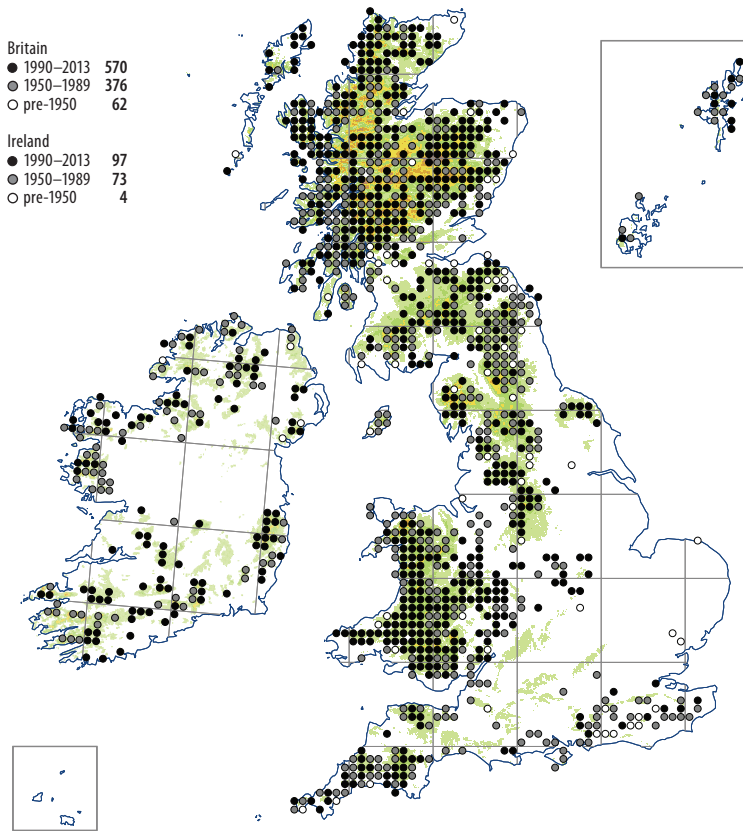 Britain
1990–2013 570
1950–1989 376
pre-1950 62
Ireland
1990–2013 97
1950–1989 73
pre-1950 4